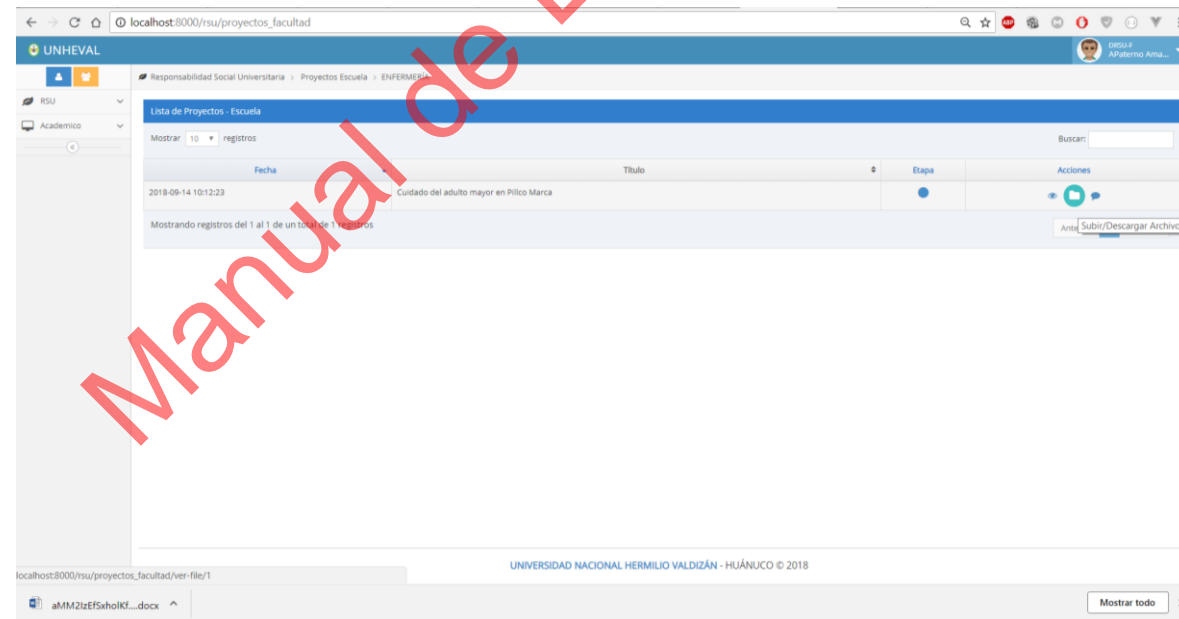 localhost:8000/rsu/proyectos_facultad
ABP
UNHEVAL
DRSU-F
APaterno Ama...
Responsabilidad Social Universitaria > Proyectos Escuela > ENFERMERÍA
RSU
Academico
Lista de Proyectos - Escuela
Mostrar 10 registros
Buscar:
Fecha Título Etapa Acciones
2018-09-14 10:12:23 Cuidado del adulto mayor en Pillco Marca
Mostrando registros del 1 al 1 de un total de 1 registros
Ante
Subir/Descargar Archivo
Manual de
UNIVERSIDAD NACIONAL HERMILIO VALDIZÁN - HUÁNUCO © 2018
localhost:8000/rsu/proyectos_facultad/ver-file/1
aMM2IzEfSxholKf....docx
Mostrar todo